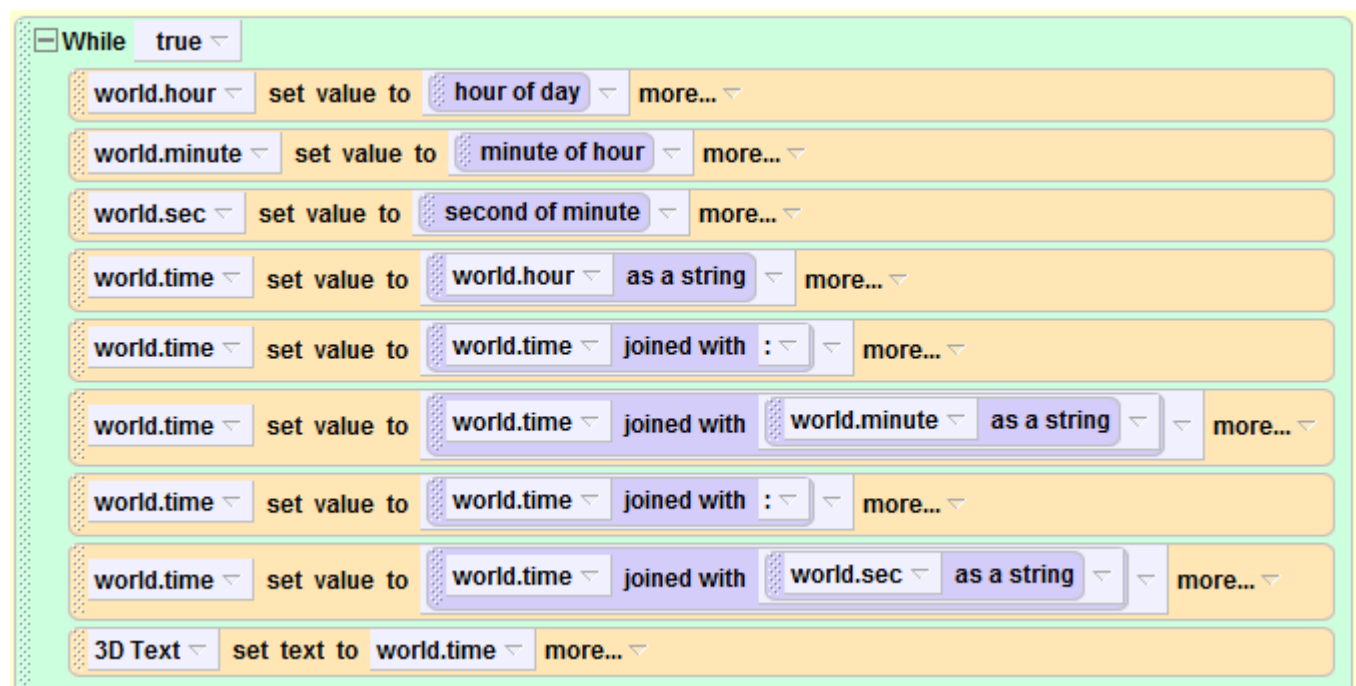 While true
world.hour set value to hour of day more...
world.minute set value to minute of hour more...
world.sec set value to second of minute more...
world.time set value to world.hour as a string more...
world.time set value to world.time joined with : more...
world.time set value to world.time joined with world.minute as a string more...
world.time set value to world.time joined with : more...
world.time set value to world.time joined with world.sec as a string more...
3D Text set text to world.time more...